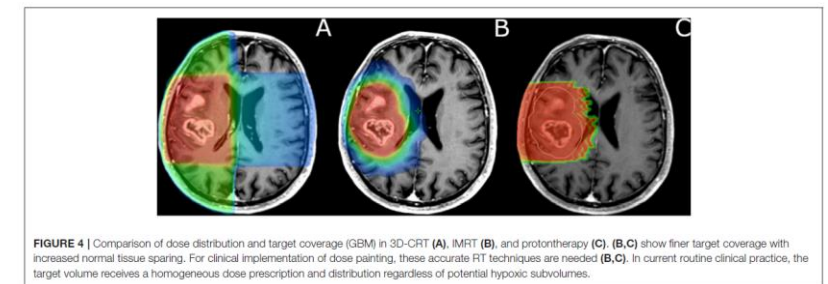 A B C
FIGURE 4 | Comparison of dose distribution and target coverage (GBM) in 3D-CRT (A), IMRT (B), and protontherapy (C). (B,C) show finer target coverage with
increased normal tissue sparing. For clinical implementation of dose painting, these accurate RT techniques are needed (B,C). In current routine clinical practice, the
target volume receives a homogeneous dose prescription and distribution regardless of potential hypoxic subvolumes.